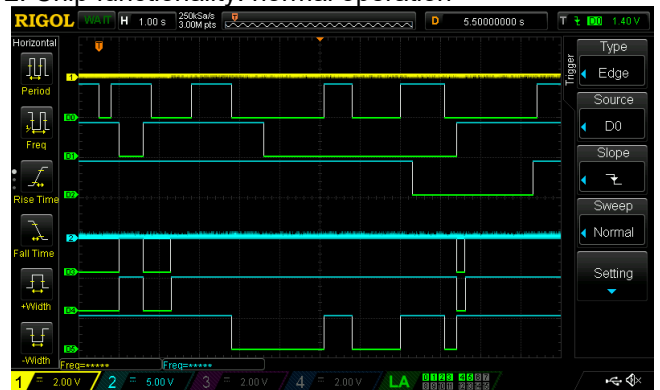 2. Chip functionality: normal operation
RIGOL WAIT H 1.00 s 250kSa/s 3.00M pts D 5.50000000 s T D0 1.40 V
Horizontal
Period
Freq
Rise Time
Fall Time
+Width
-Width
1
D0
D1
D2
2
D3
D4
D5
Trigger
Type
Edge
Source
D0
Slope
Sweep
Normal
Setting
Freq=***** Freq=*****
1 = 2.00 V 2 = 5.00 V 3 = 2.00 V 4 = 2.00 V LA